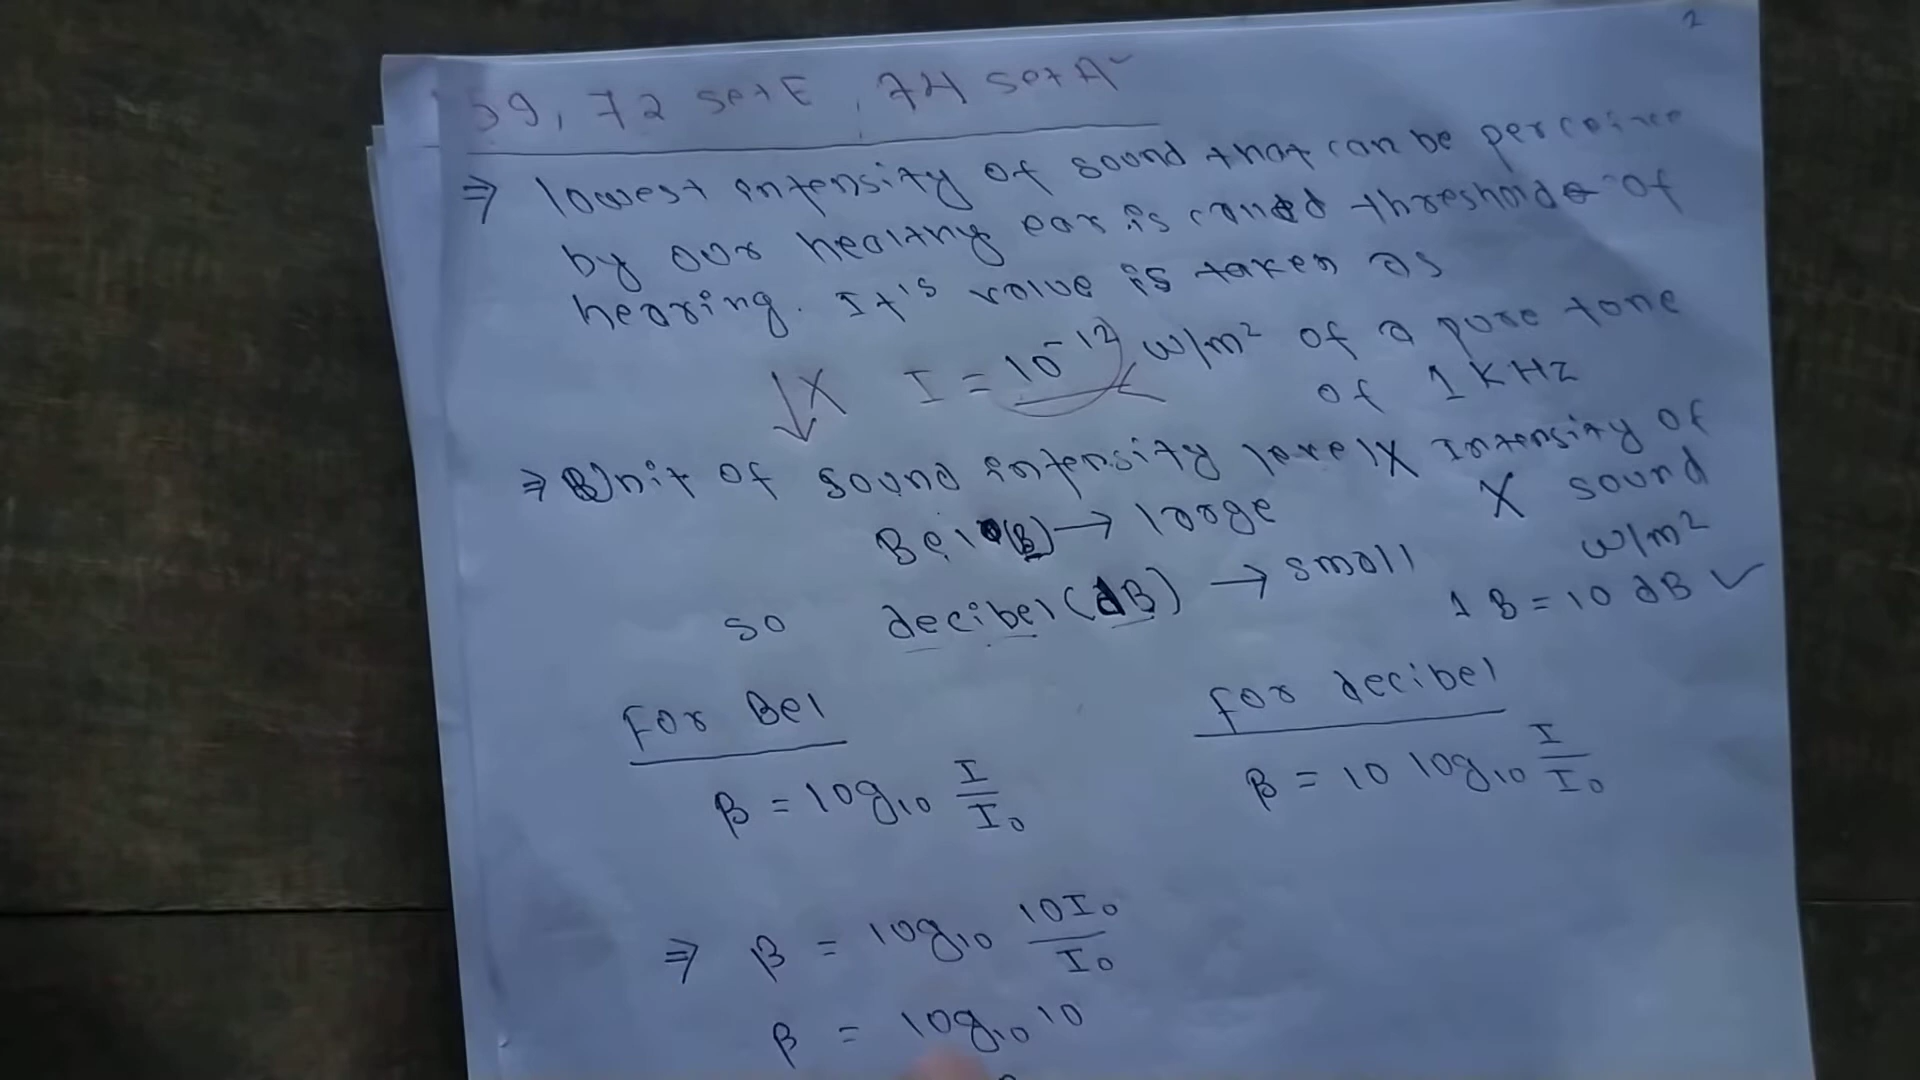 2
59, 72 set E, 74 set A
⇒ lowest intensity of sound that can be perceive
by our healthy ear is called threshold of
hearing. It's value is taken as
I = 10⁻¹² W/m² of a pure tone
of 1 KHz
⇒ Unit of sound intensity level X Intensity of
X sound
Bel (B) → large
W/m²
so decibel (dB) → small
1 B = 10 dB ✓
For Bel
For decibel
β = log₁₀ I/I₀
β = 10 log₁₀ I/I₀
⇒ β = log₁₀ 10I₀/I₀
β = log₁₀ 10